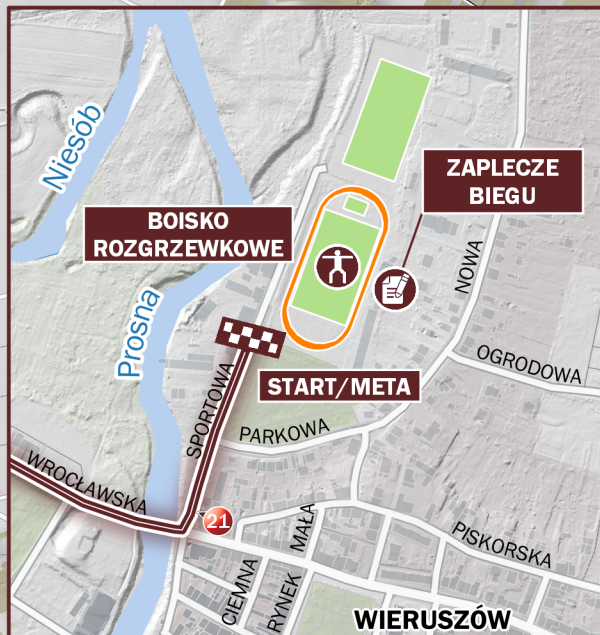 Niesób
ZAPLECZE
BIEGU
BOISKO
ROZGRZEWKOWE
NOWA
Prosna
OGRODOWA
SPORTOWA
START/META
PARKOWA
WROCŁAWSKA
21
MAŁA
PISKORSKA
CIEMNA
RYNEK
WIERUSZÓW